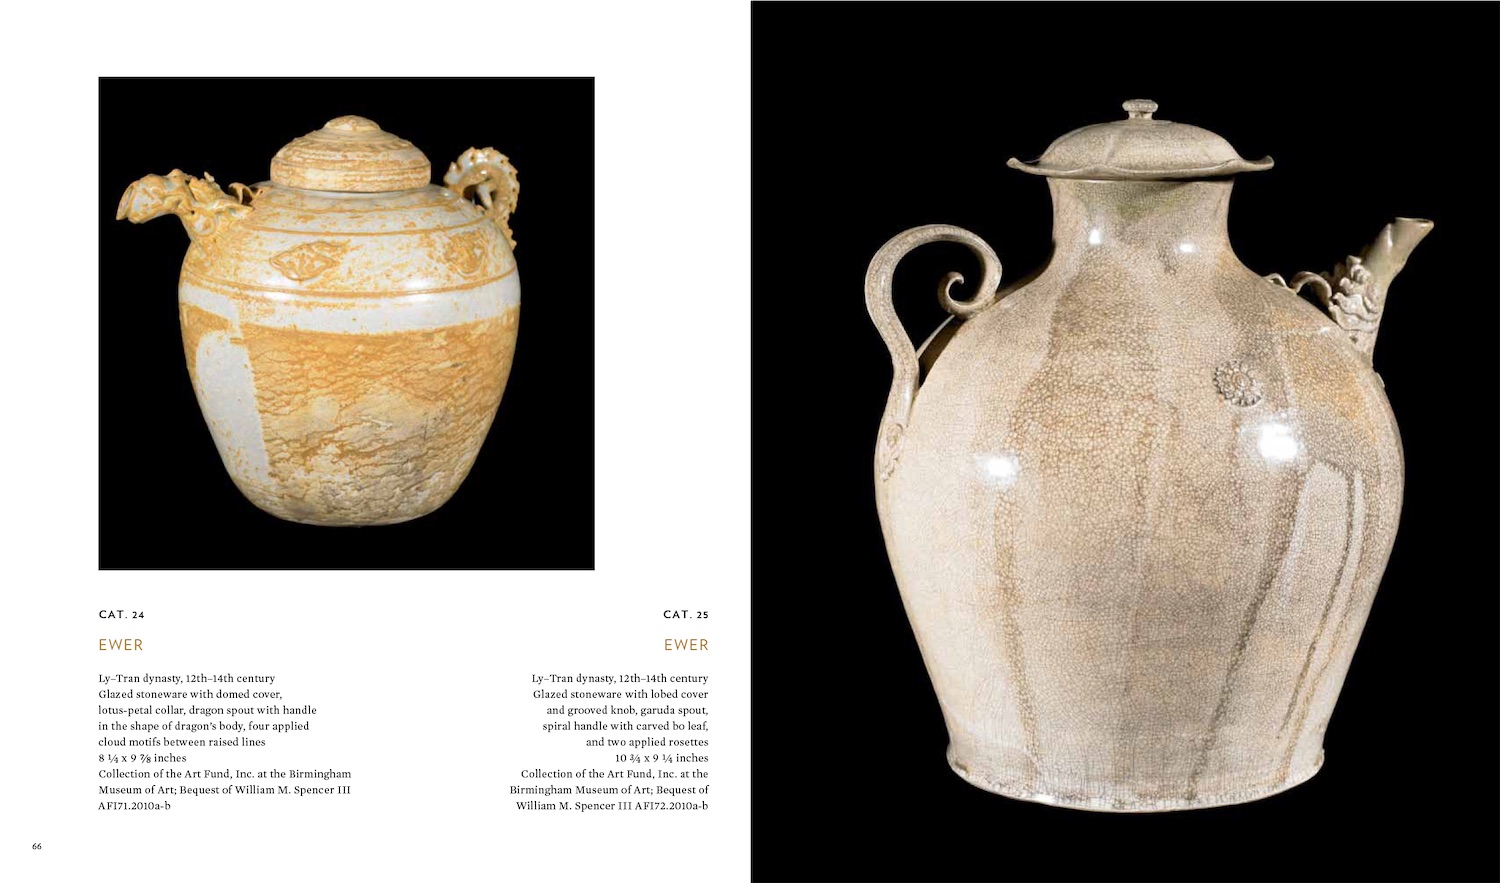 CAT. 24
EWER
Ly–Tran dynasty, 12th–14th century
Glazed stoneware with domed cover,
lotus-petal collar, dragon spout with handle
in the shape of dragon's body, four applied
cloud motifs between raised lines
8 ¼ x 9 ⅞ inches
Collection of the Art Fund, Inc. at the Birmingham
Museum of Art; Bequest of William M. Spencer III
AFI71.2010a-b
CAT. 25
EWER
Ly–Tran dynasty, 12th–14th century
Glazed stoneware with lobed cover
and grooved knob, garuda spout,
spiral handle with carved bo leaf,
and two applied rosettes
10 ¾ x 9 ¼ inches
Collection of the Art Fund, Inc. at the
Birmingham Museum of Art; Bequest of
William M. Spencer III AFI72.2010a-b
66